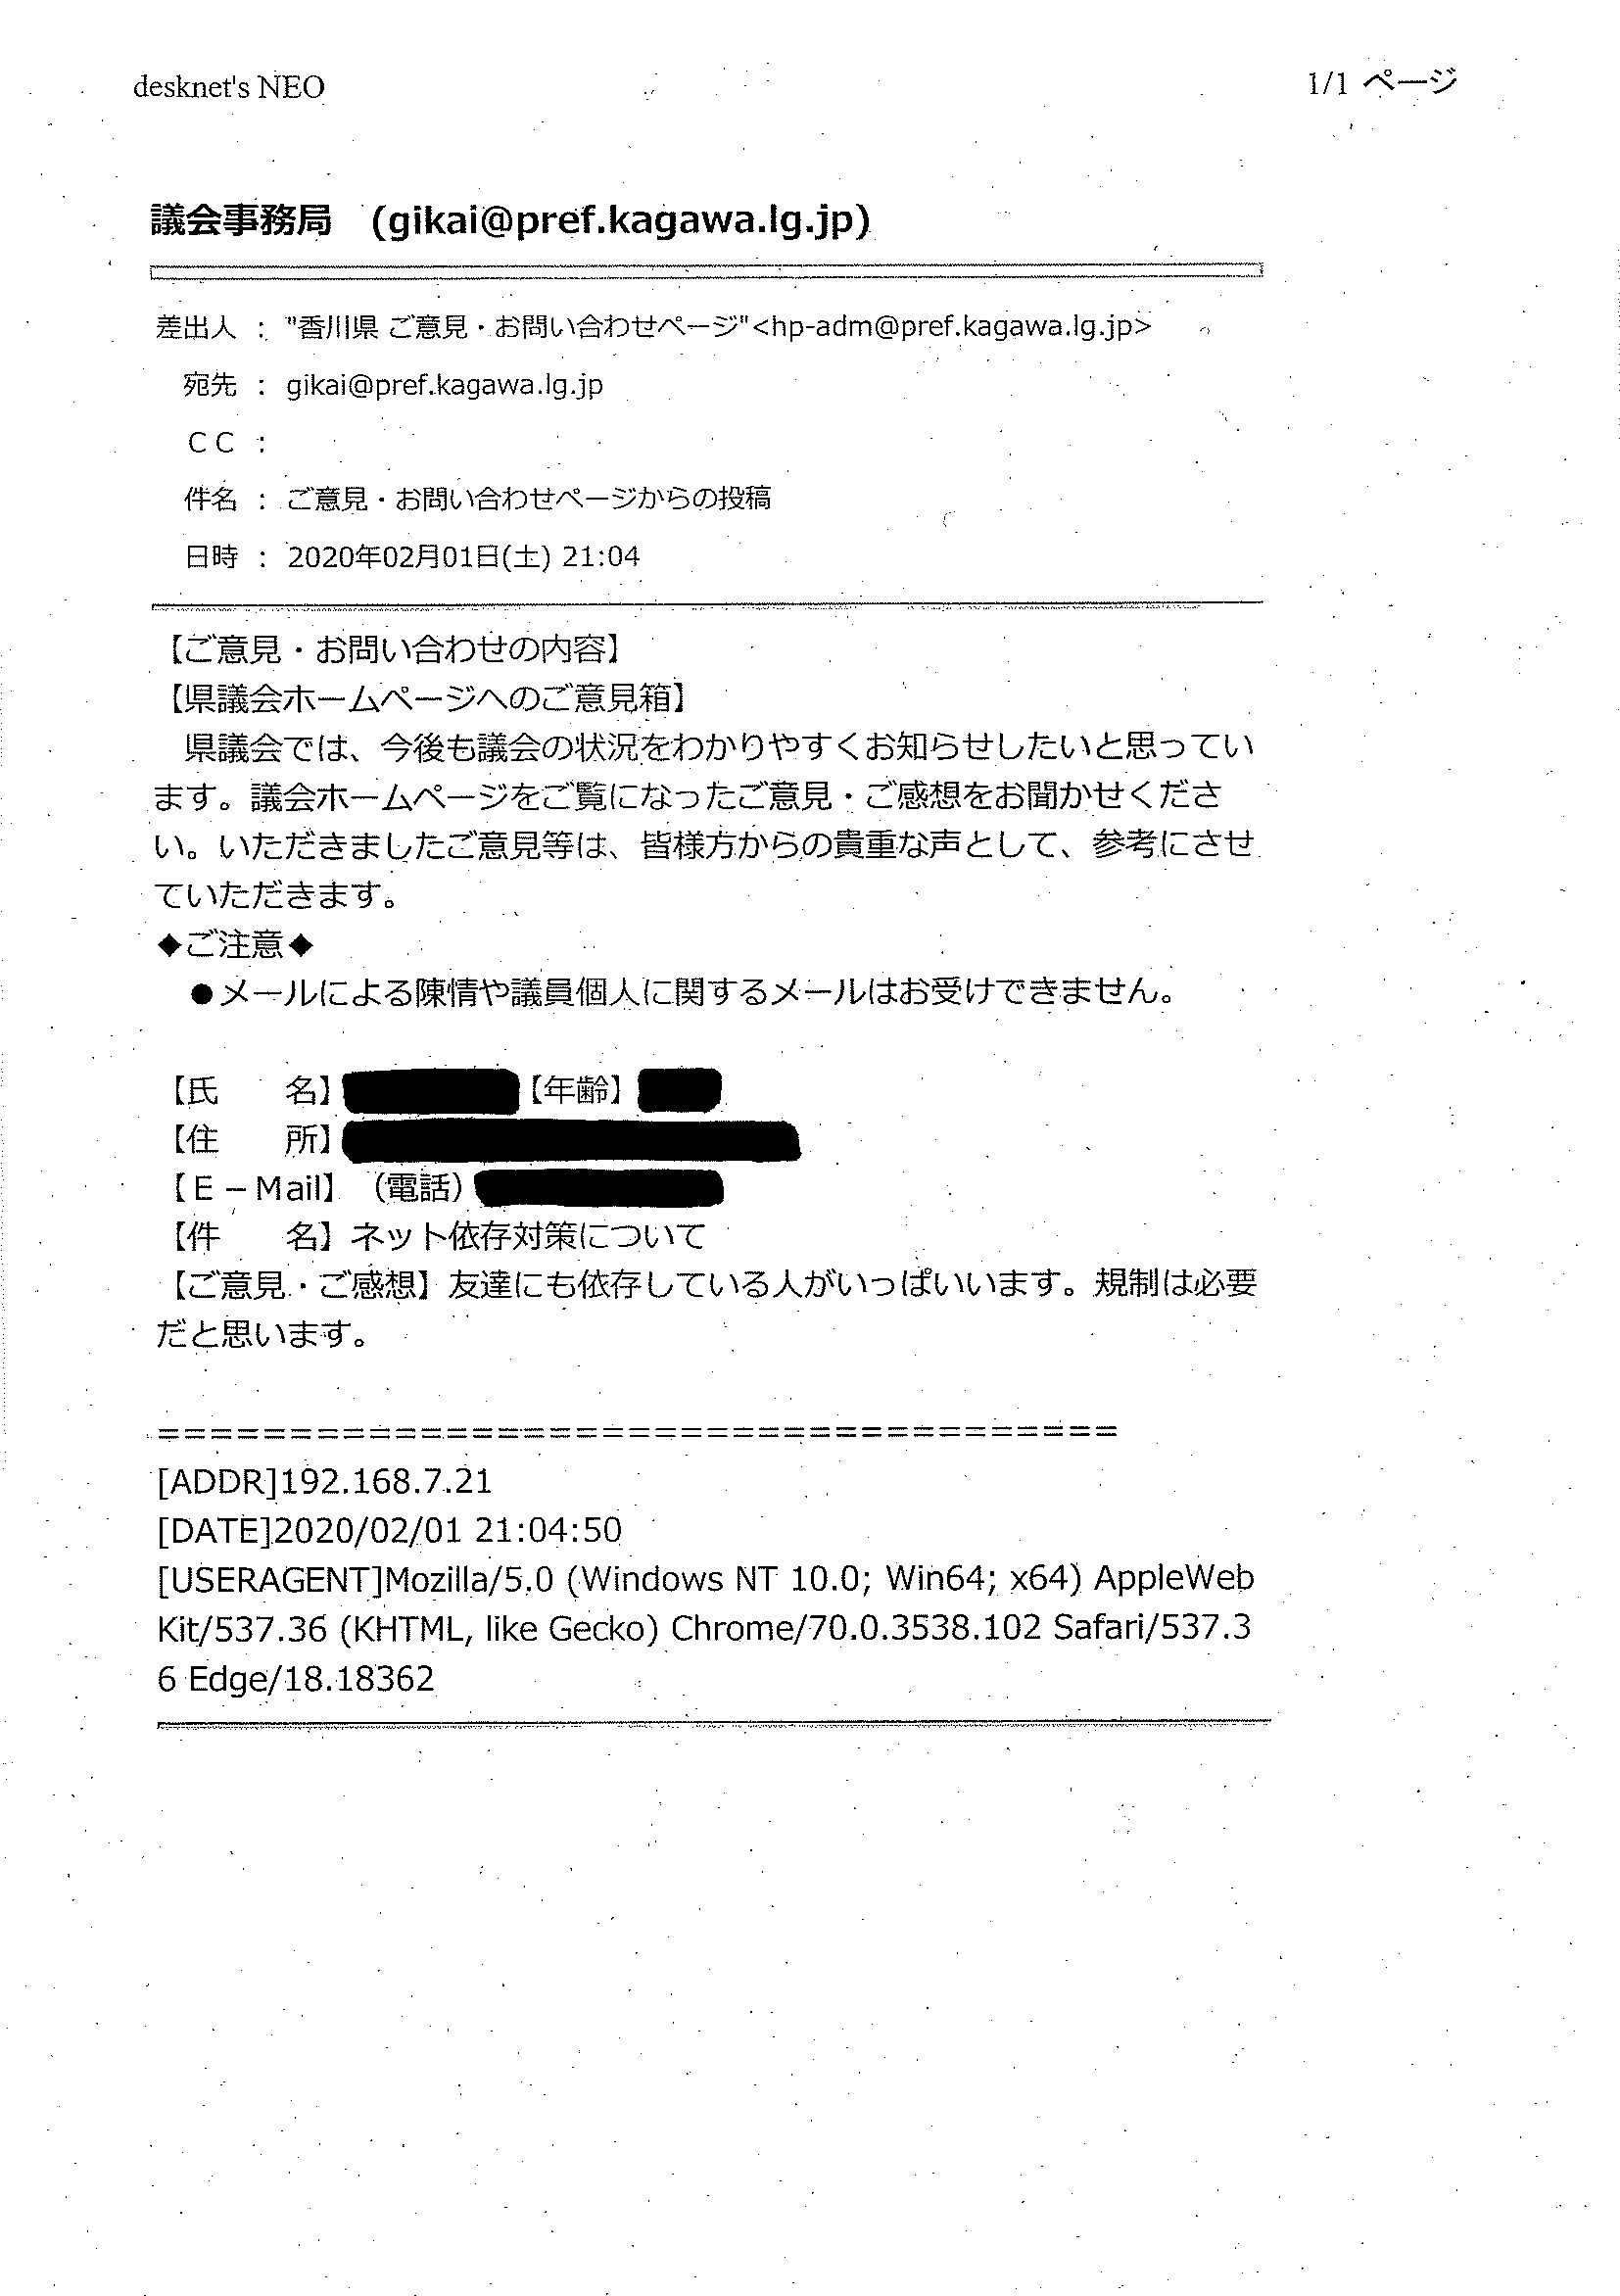 desknet's NEO
1/1 ページ
議会事務局 (gikai@pref.kagawa.lg.jp)
差出人 : "香川県 ご意見・お問い合わせページ"<hp-adm@pref.kagawa.lg.jp>
宛先 : gikai@pref.kagawa.lg.jp
CC :
件名 : ご意見・お問い合わせページからの投稿
日時 : 2020年02月01日(土) 21:04
【ご意見・お問い合わせの内容】
【県議会ホームページへのご意見箱】
県議会では、今後も議会の状況をわかりやすくお知らせしたいと思ってい
ます。議会ホームページをご覧になったご意見・ご感想をお聞かせくださ
い。いただきましたご意見等は、皆様方からの貴重な声として、参考にさせ
ていただきます。
◆ご注意◆
●メールによる陳情や議員個人に関するメールはお受けできません。
【氏　　名】【年齢】
【住　　所】
【E－Mail】（電話）
【件　　名】ネット依存対策について
【ご意見・ご感想】友達にも依存している人がいっぱいいます。規制は必要
だと思います。
=====================================
[ADDR]192.168.7.21
[DATE]2020/02/01 21:04:50
[USERAGENT]Mozilla/5.0 (Windows NT 10.0; Win64; x64) AppleWeb
Kit/537.36 (KHTML, like Gecko) Chrome/70.0.3538.102 Safari/537.3
6 Edge/18.18362